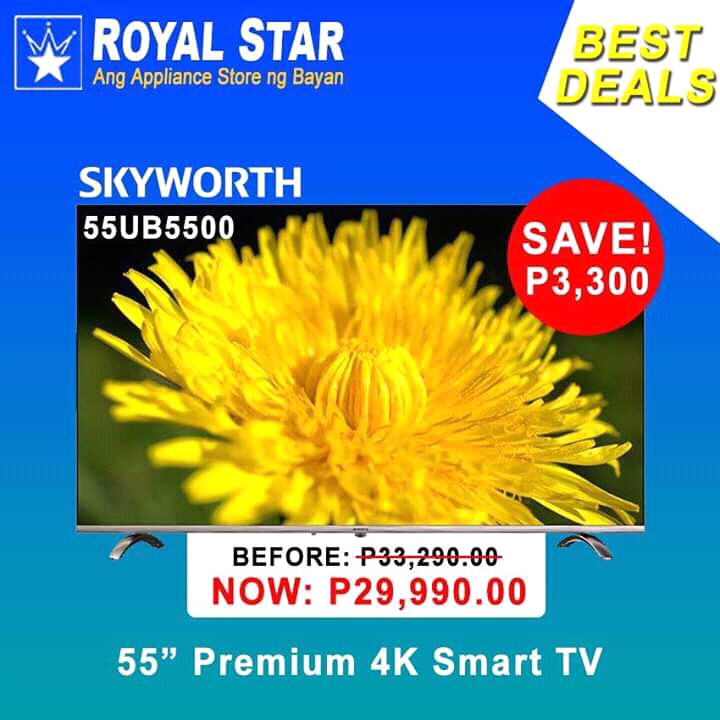 ROYAL STAR
Ang Appliance Store ng Bayan
BEST
DEALS
SKYWORTH
55UB5500
SAVE!
P3,300
BEFORE: P33,290.00
NOW: P29,990.00
55” Premium 4K Smart TV